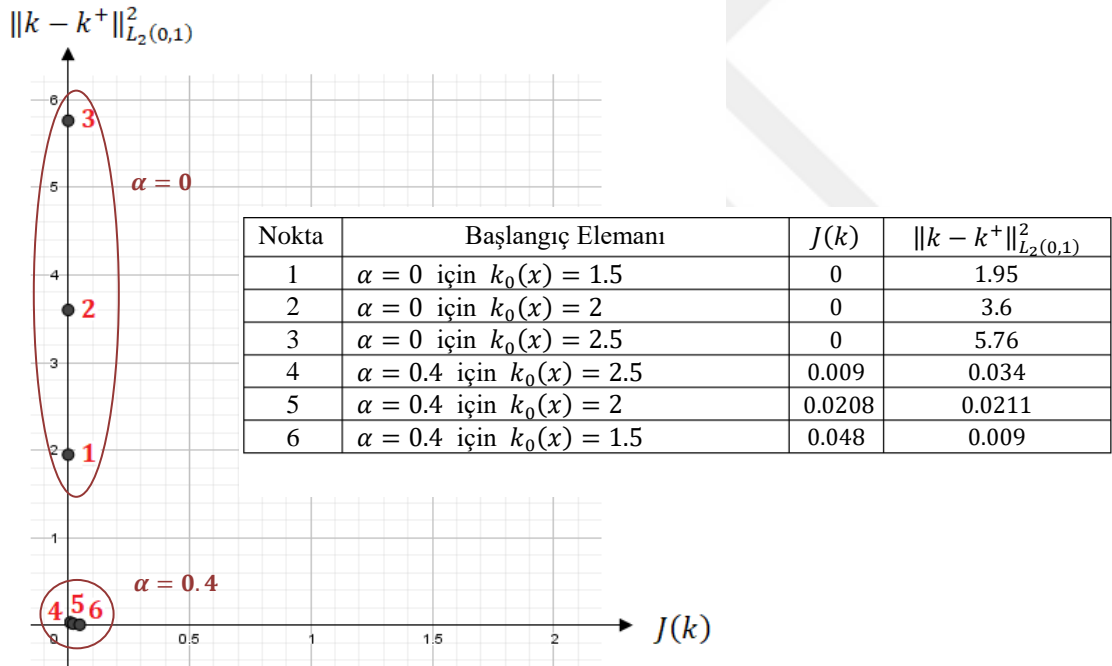 ‖k − k⁺‖²_{L₂(0,1)}
6
3
α = 0
5
Nokta Başlangıç Elemanı J(k) ‖k − k⁺‖²_{L₂(0,1)}
1 α = 0 için k₀(x) = 1.5 0 1.95
2 α = 0 için k₀(x) = 2 0 3.6
3 α = 0 için k₀(x) = 2.5 0 5.76
4 α = 0.4 için k₀(x) = 2.5 0.009 0.034
5 α = 0.4 için k₀(x) = 2 0.0208 0.0211
6 α = 0.4 için k₀(x) = 1.5 0.048 0.009
4
2
3
2
1
1
α = 0.4
4 5 6
J(k)
0 0.5 1 1.5 2